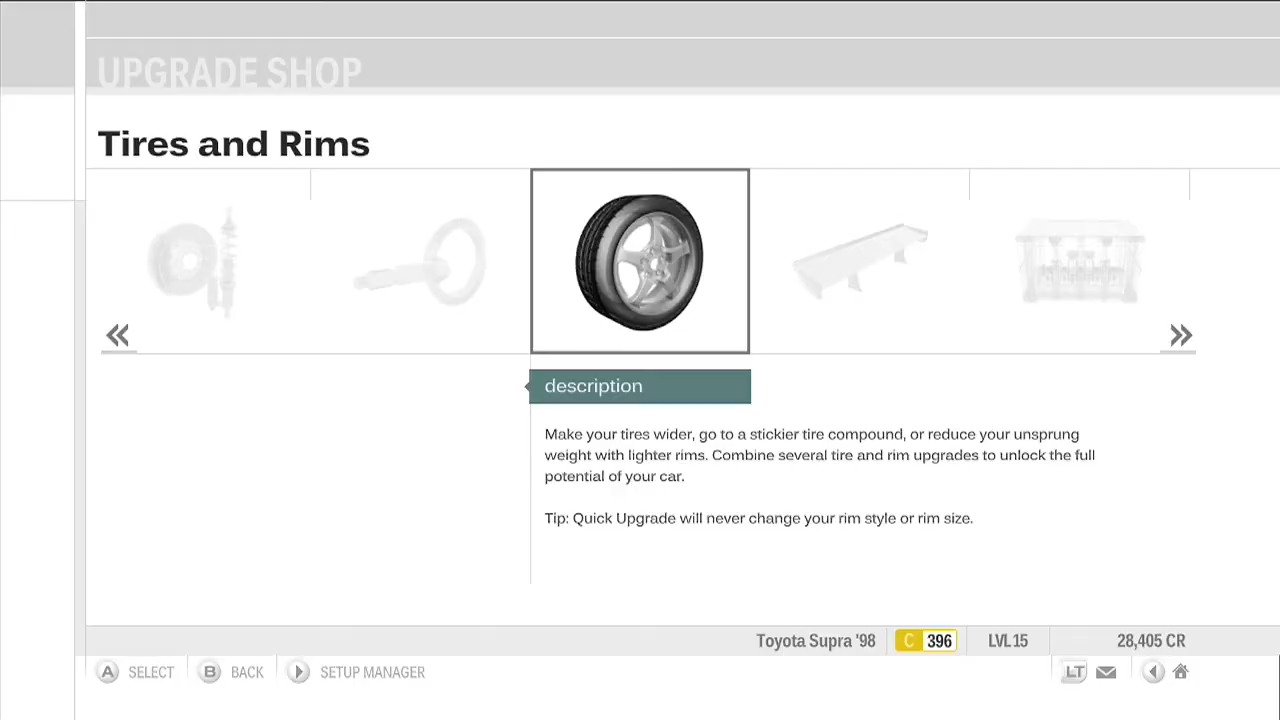 UPGRADE SHOP
Tires and Rims
description
Make your tires wider, go to a stickier tire compound, or reduce your unsprung
weight with lighter rims. Combine several tire and rim upgrades to unlock the full
potential of your car.
Tip: Quick Upgrade will never change your rim style or rim size.
Toyota Supra '98 C 396 LVL 15 28,405 CR
A SELECT B BACK SETUP MANAGER LT